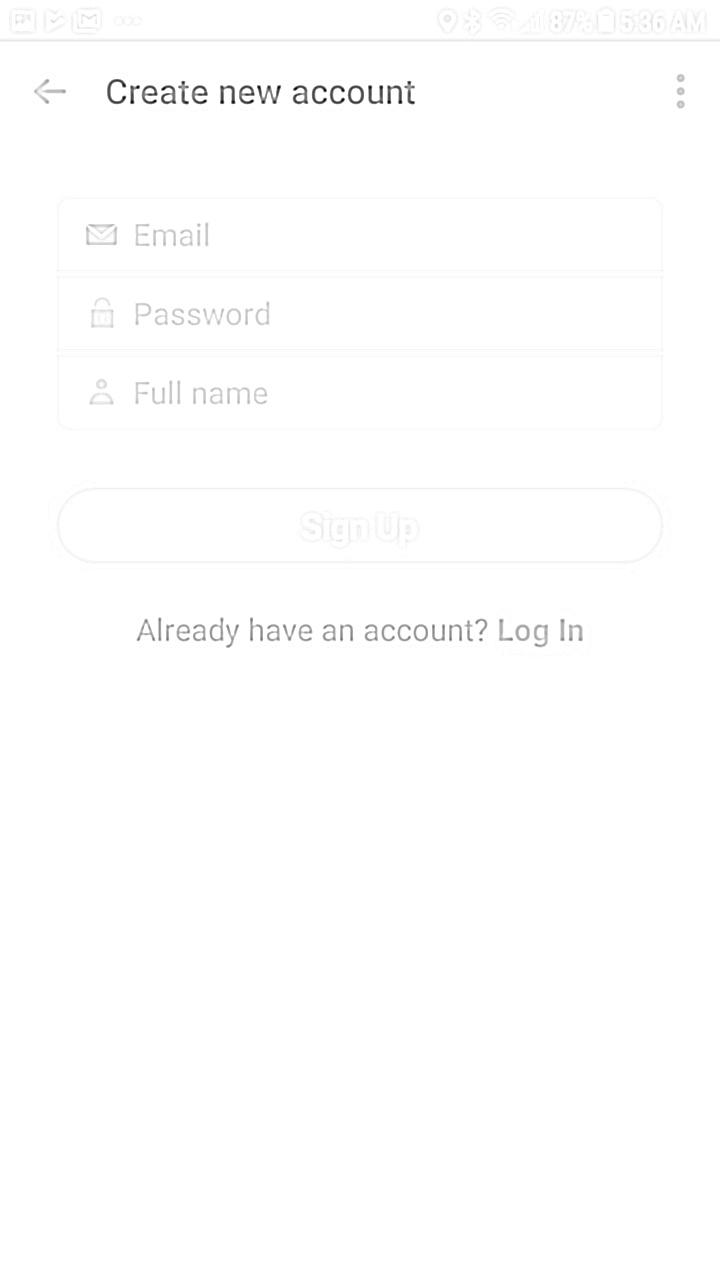 87% 5:36 AM
Create new account
Email
Password
Full name
Sign Up
Already have an account? Log In